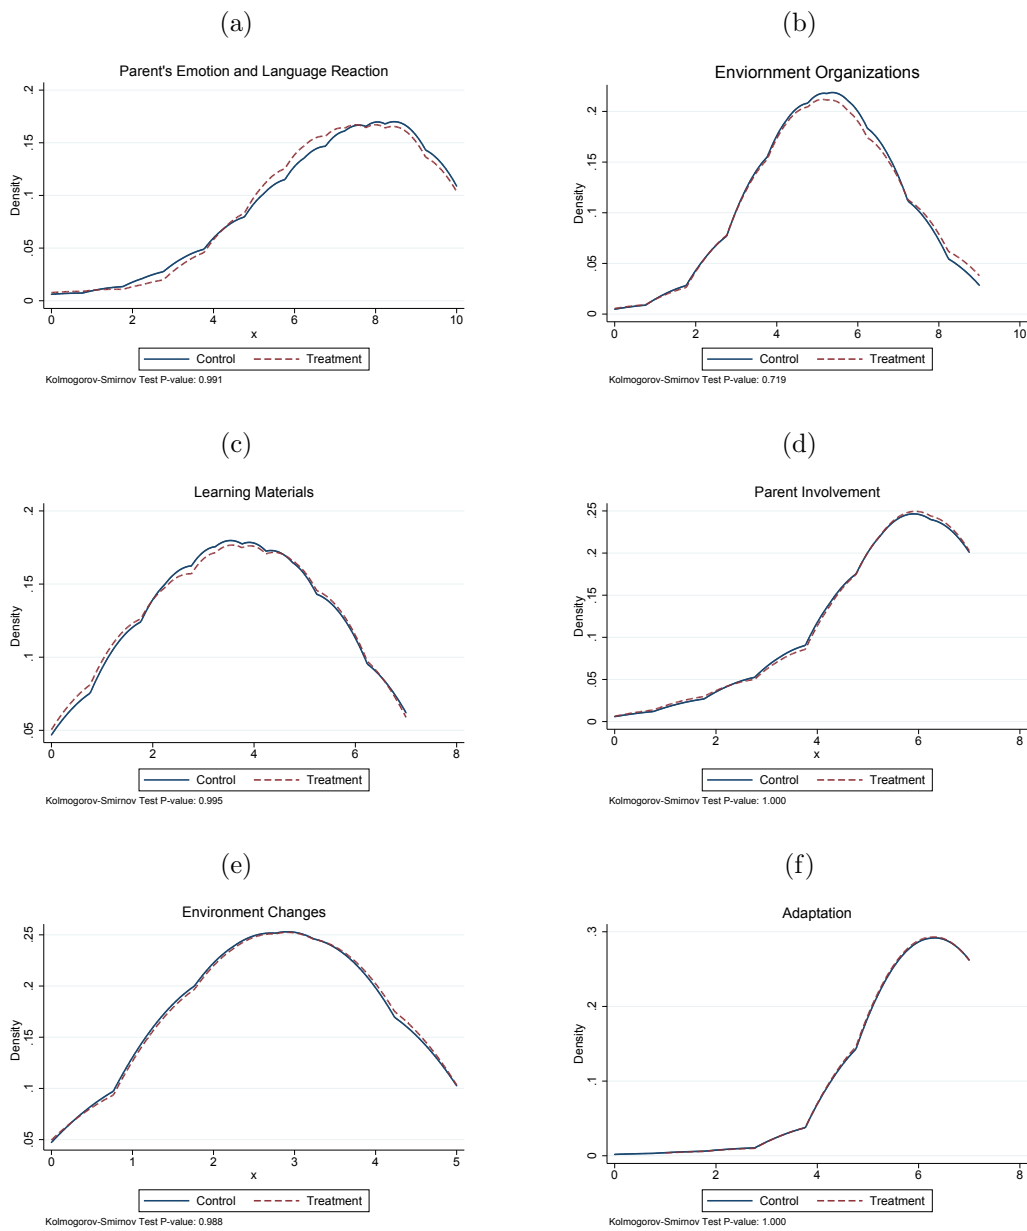 (a)
Parent's Emotion and Language Reaction
Density
0 .05 .1 .15 .2
0 2 4 6 8 10
x
Control Treatment
Kolmogorov-Smirnov Test P-value: 0.991
(b)
Enviornment Organizations
Density
0 .05 .1 .15 .2
0 2 4 6 8 10
Control Treatment
Kolmogorov-Smirnov Test P-value: 0.719
(c)
Learning Materials
Density
.05 .1 .15 .2
0 2 4 6 8
Control Treatment
Kolmogorov-Smirnov Test P-value: 0.995
(d)
Parent Involvement
Density
0 .05 .1 .15 .2 .25
0 2 4 6 8
x
Control Treatment
Kolmogorov-Smirnov Test P-value: 1.000
(e)
Environment Changes
Density
.05 .1 .15 .2 .25
0 1 2 3 4 5
x
Control Treatment
Kolmogorov-Smirnov Test P-value: 0.988
(f)
Adaptation
Density
0 .1 .2 .3
0 2 4 6 8
Control Treatment
Kolmogorov-Smirnov Test P-value: 1.000